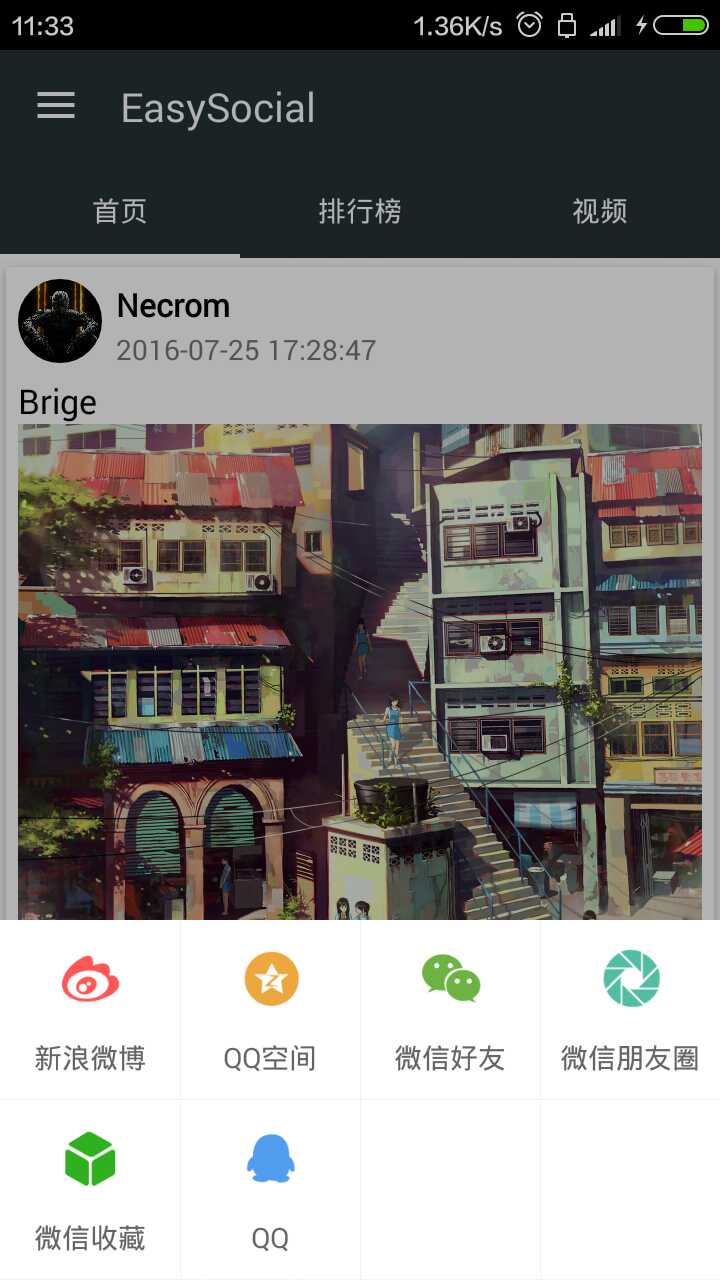 11:33 1.36K/s
EasySocial
首页 排行榜 视频
Necrom
2016-07-25 17:28:47
Brige
新浪微博 QQ空间 微信好友 微信朋友圈
微信收藏 QQ